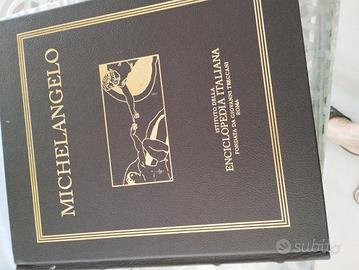 MICHELANGELO
ISTITUTO DELLA
ENCICLOPEDIA ITALIANA
FONDATA DA GIOVANNI TRECCANI
ROMA
subito